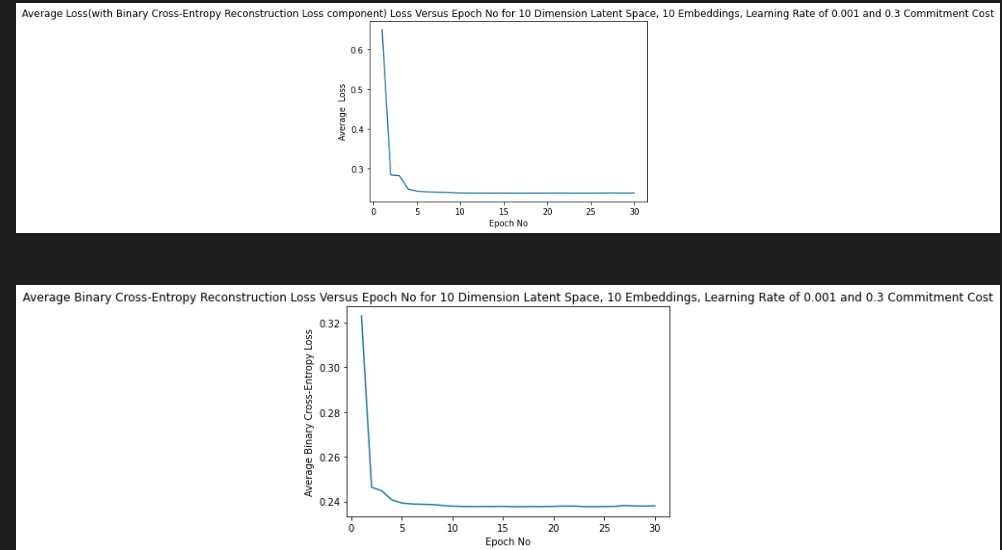 Average Loss(with Binary Cross-Entropy Reconstruction Loss component) Loss Versus Epoch No for 10 Dimension Latent Space, 10 Embeddings, Learning Rate of 0.001 and 0.3 Commitment Cost
0.6
0.5
0.4
0.3
Average Loss
0 5 10 15 20 25 30
Epoch No
Average Binary Cross-Entropy Reconstruction Loss Versus Epoch No for 10 Dimension Latent Space, 10 Embeddings, Learning Rate of 0.001 and 0.3 Commitment Cost
0.32
0.30
0.28
0.26
0.24
Average Binary Cross-Entropy Loss
0 5 10 15 20 25 30
Epoch No